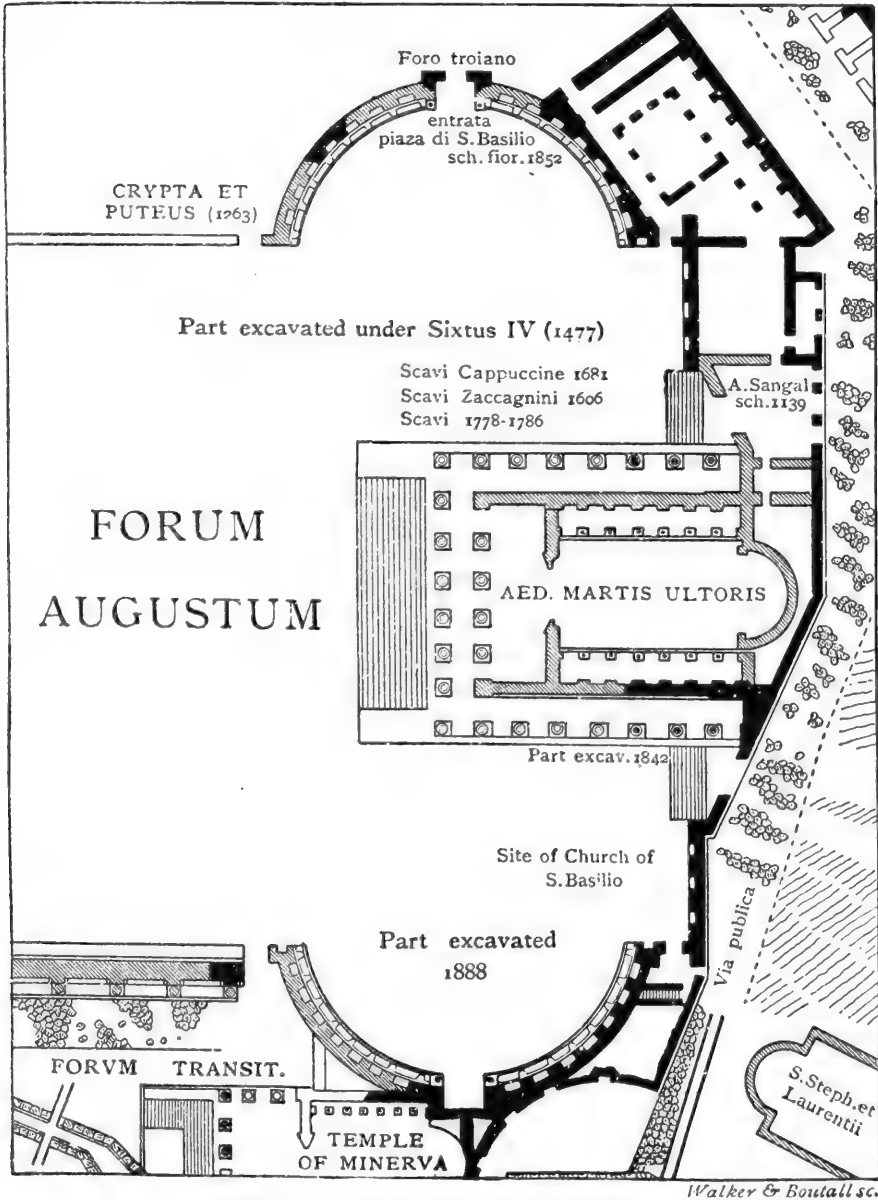 Foro troiano
entrata
piaza di S. Basilio
sch. fior. 1852
CRYPTA ET
PUTEUS (1263)
Part excavated under Sixtus IV (1477)
Scavi Cappuccine 1681
Scavi Zaccagnini 1606
Scavi 1778-1786
A. Sangal
sch. 1139
FORUM
AUGUSTUM
AED. MARTIS ULTORIS
Part excav. 1842
Site of Church of
S. Basilio
Part excavated
1888
Via publica
FORVM TRANSIT.
TEMPLE
OF MINERVA
S. Steph. et
Laurentii
Walker & Boutall sc.